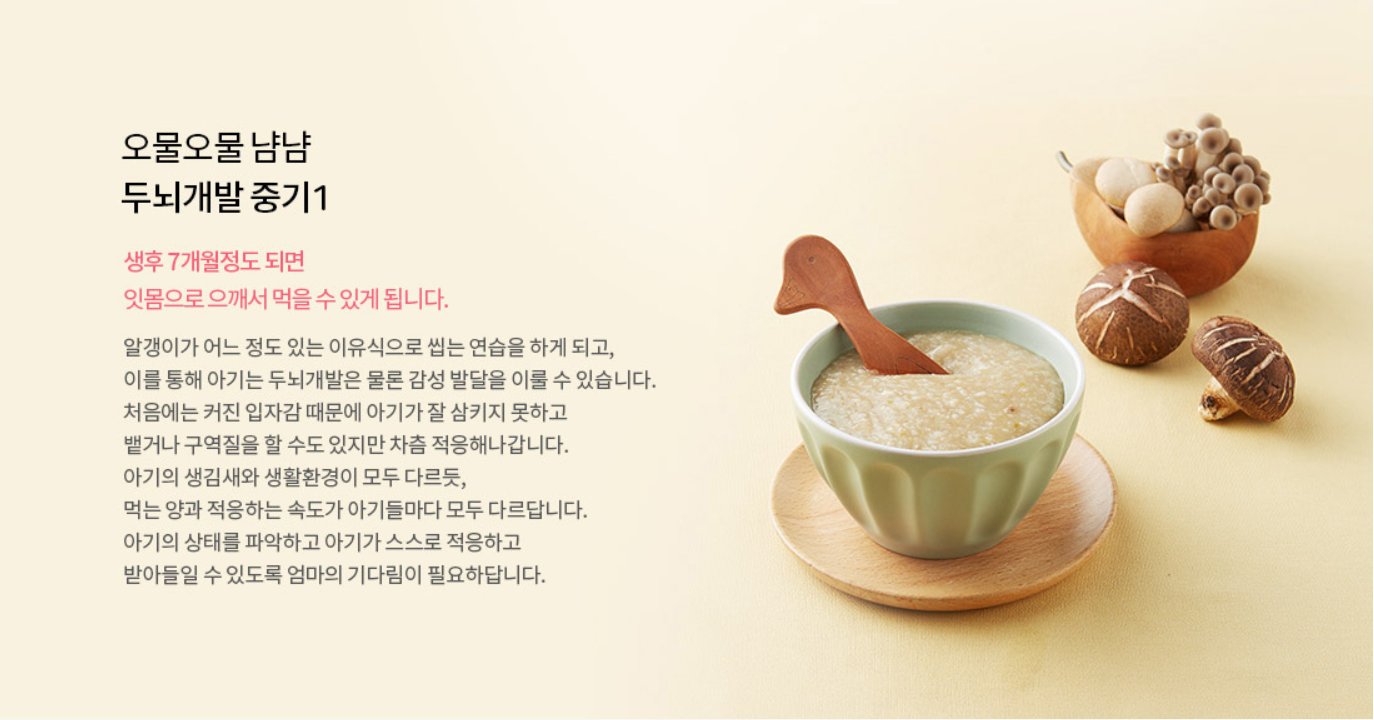 오물오물 냠냠
두뇌개발 중기1
생후 7개월정도 되면
잇몸으로 으깨서 먹을 수 있게 됩니다.
알갱이가 어느 정도 있는 이유식으로 씹는 연습을 하게 되고,
이를 통해 아기는 두뇌개발은 물론 감성 발달을 이룰 수 있습니다.
처음에는 커진 입자감 때문에 아기가 잘 삼키지 못하고
뱉거나 구역질을 할 수도 있지만 차츰 적응해나갑니다.
아기의 생김새와 생활환경이 모두 다르듯,
먹는 양과 적응하는 속도가 아기들마다 모두 다르답니다.
아기의 상태를 파악하고 아기가 스스로 적응하고
받아들일 수 있도록 엄마의 기다림이 필요하답니다.